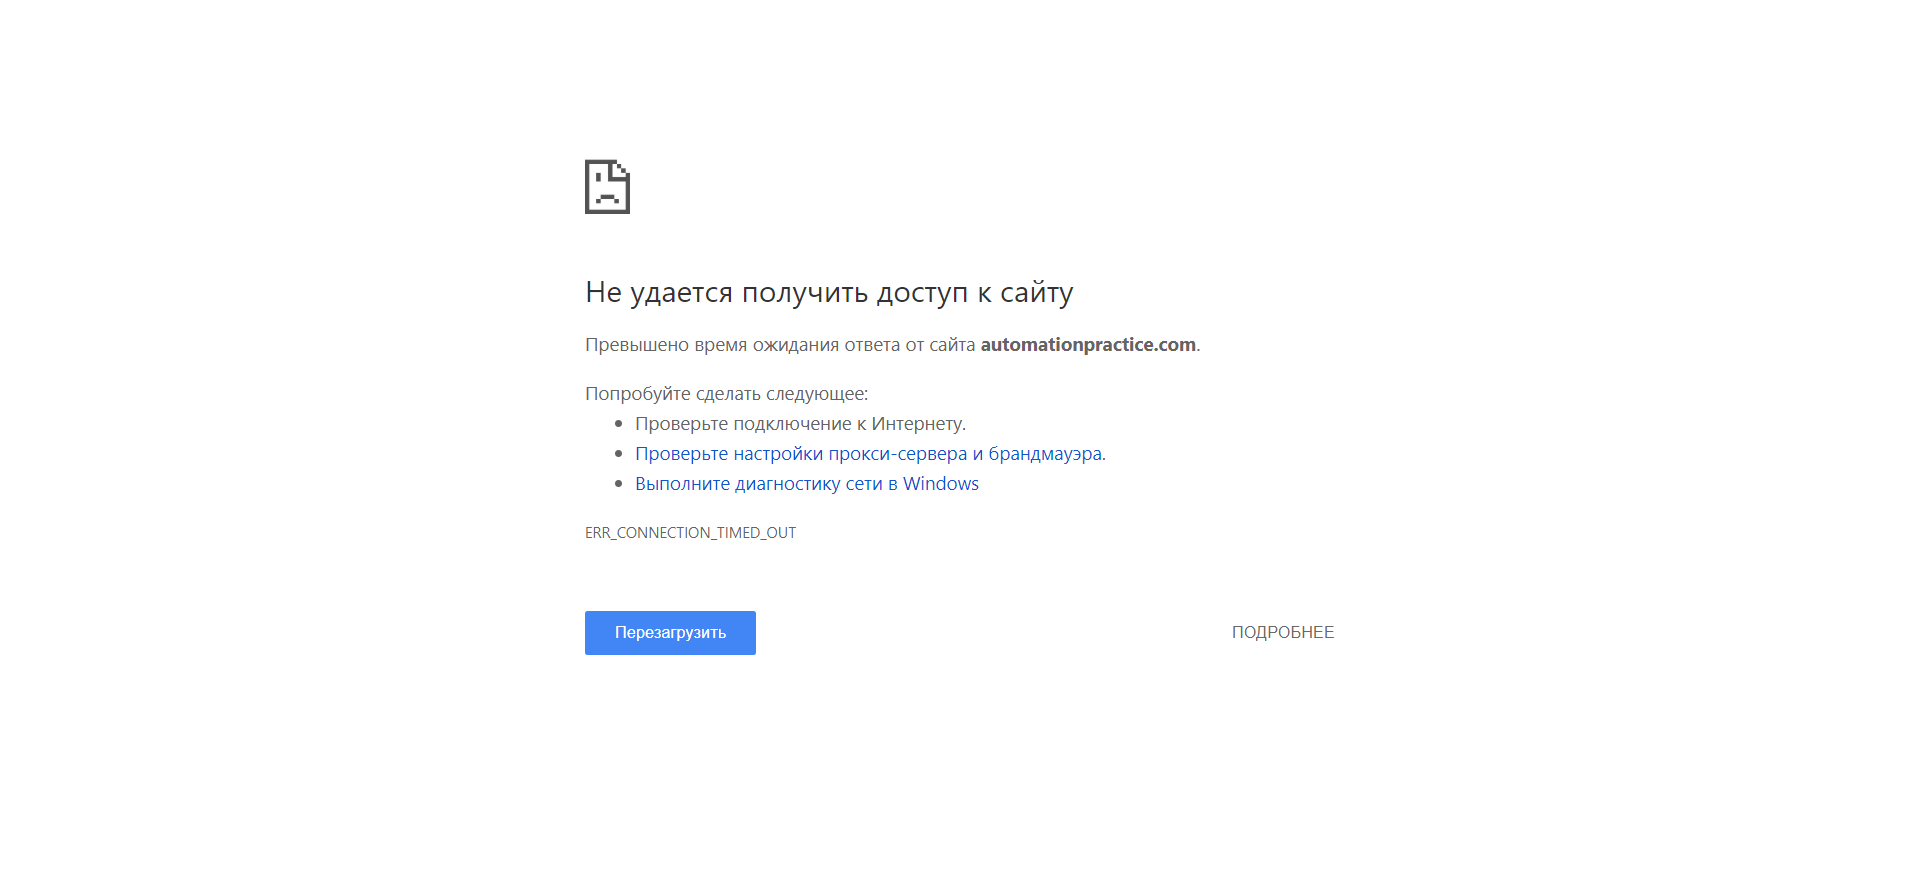 Не удается получить доступ к сайту
Превышено время ожидания ответа от сайта automationpractice.com.
Попробуйте сделать следующее:
Проверьте подключение к Интернету.
Проверьте настройки прокси-сервера и брандмауэра.
Выполните диагностику сети в Windows
ERR_CONNECTION_TIMED_OUT
Перезагрузить
ПОДРОБНЕЕ